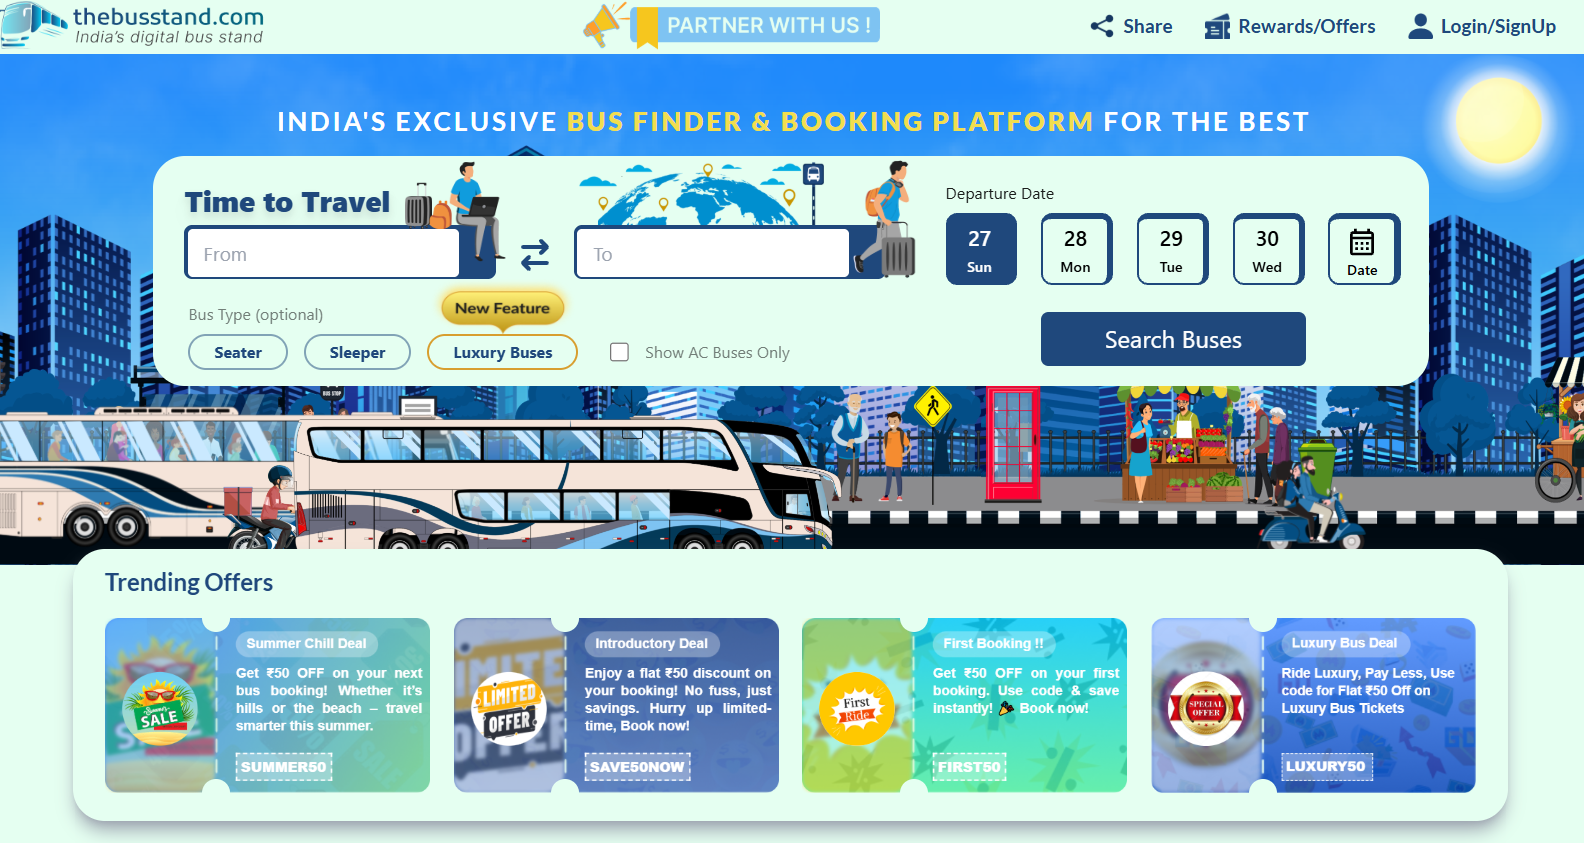 thebusstand.com
India's digital bus stand
PARTNER WITH US !
Share
Rewards/Offers
Login/SignUp
INDIA'S EXCLUSIVE BUS FINDER & BOOKING PLATFORM FOR THE BEST
Time to Travel
From
To
Departure Date
27
Sun
28
Mon
29
Tue
30
Wed
Date
Bus Type (optional)
New Feature
Seater
Sleeper
Luxury Buses
Show AC Buses Only
Search Buses
BUS STOP
Trending Offers
Summer Chill Deal
Get ₹50 OFF on your next
bus booking! Whether it's
hills or the beach – travel
smarter this summer.
Summer
SALE
SUMMER50
Introductory Deal
Enjoy a flat ₹50 discount on
your booking! No fuss, just
savings. Hurry up limited-
time, Book now!
LIMITED
OFFER
SAVE50NOW
First Booking !!
Get ₹50 OFF on your first
booking. Use code & save
instantly! 🎉 Book now!
First
Ride
FIRST50
Luxury Bus Deal
Ride Luxury, Pay Less, Use
code for Flat ₹50 Off on
Luxury Bus Tickets
SPECIAL
OFFER
LUXURY50